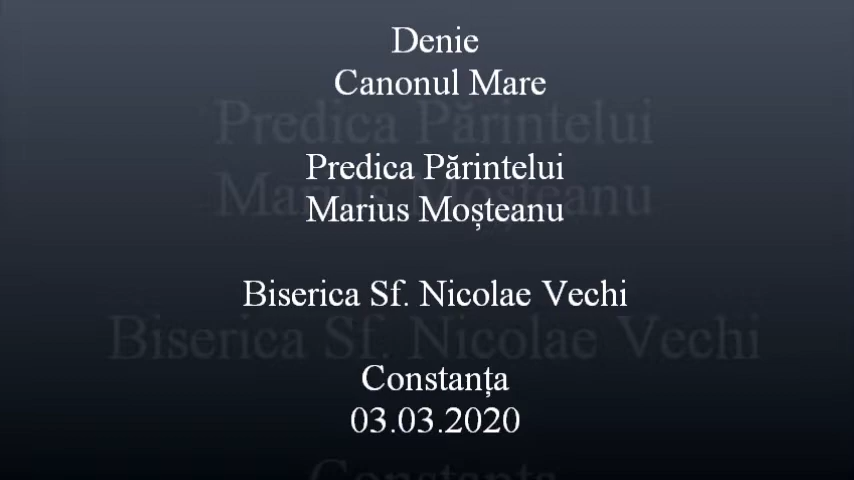 Denie
Canonul Mare
Predica Părintelui
Marius Moșteanu
Biserica Sf. Nicolae Vechi
Constanța
03.03.2020